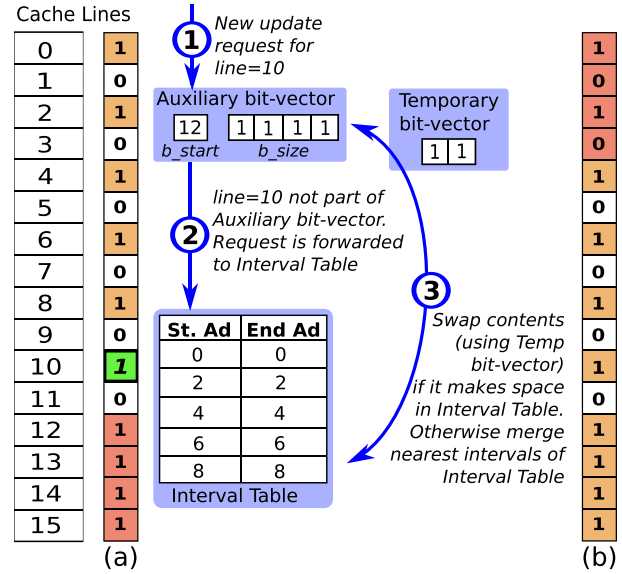 Cache Lines
0 1
1 0
2 1
3 0
4 1
5 0
6 1
7 0
8 1
9 0
10 1
11 0
12 1
13 1
14 1
15 1
(a)
1
New update
request for
line=10
Auxiliary bit-vector
12 1 1 1 1
b_start b_size
Temporary
bit-vector
1 1
2
line=10 not part of
Auxiliary bit-vector.
Request is forwarded
to Interval Table
St. Ad End Ad
0 0
2 2
4 4
6 6
8 8
Interval Table
3
Swap contents
(using Temp
bit-vector)
if it makes space
in Interval Table.
Otherwise merge
nearest intervals of
Interval Table
1
0
1
0
1
0
1
0
1
0
1
0
1
1
1
1
(b)